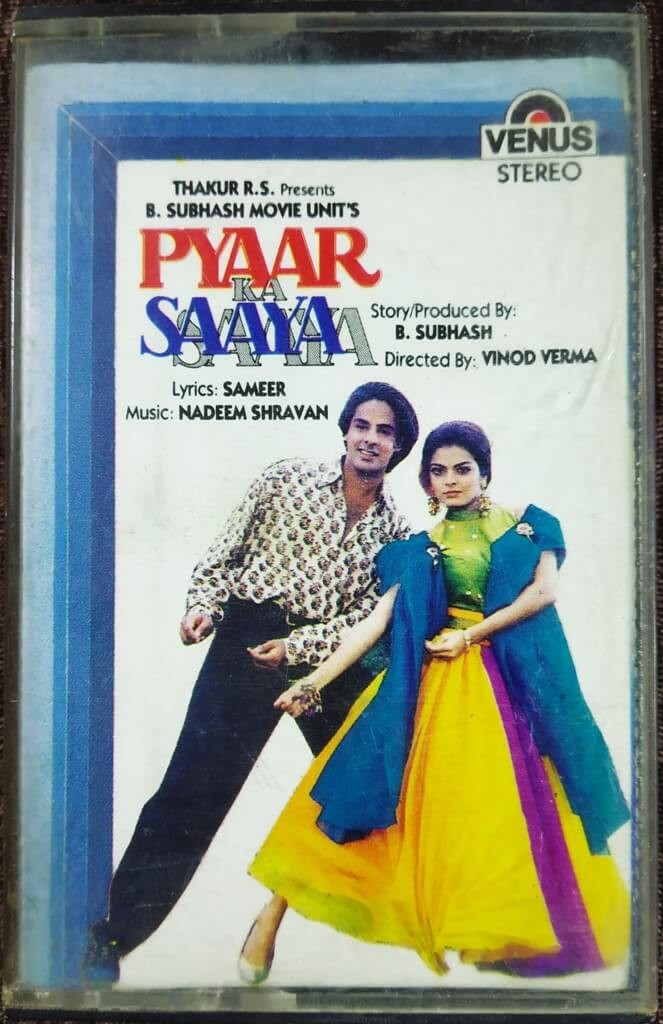 VENUS
STEREO
THAKUR R.S. Presents
B. SUBHASH MOVIE UNIT'S
PYAAR
KA
SAAYA
Story/Produced By:
B. SUBHASH
Directed By: VINOD VERMA
Lyrics: SAMEER
Music: NADEEM SHRAVAN